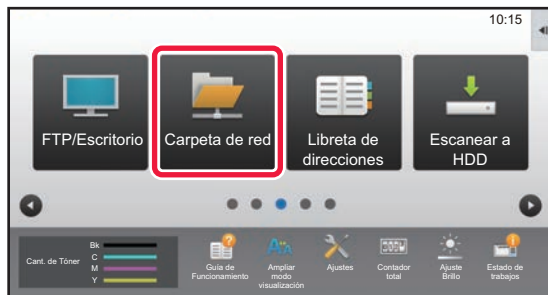 10:15
FTP/Escritorio
Carpeta de red
Libreta de
direcciones
Escanear a
HDD
Cant. de Tóner
Bk
C
M
Y
Guía de
Funcionamiento
Ampliar
modo
visualización
Ajustes
Contador
total
Ajuste
Brillo
Estado de
trabajos